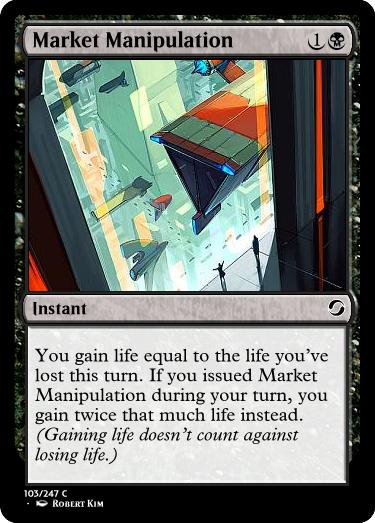 Market Manipulation 1
Instant
You gain life equal to the life you've
lost this turn. If you issued Market
Manipulation during your turn, you
gain twice that much life instead.
(Gaining life doesn't count against
losing life.)
103/247 C
· Robert Kim